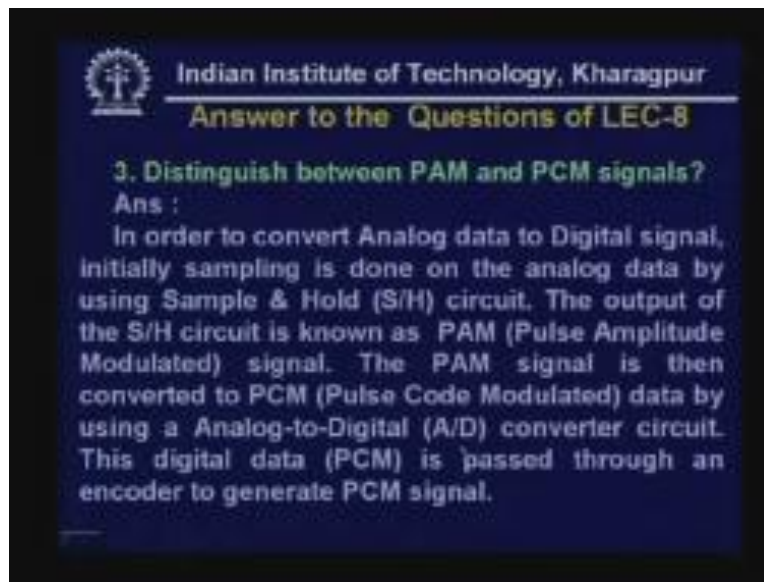 Indian Institute of Technology, Kharagpur
Answer to the Questions of LEC-8
3. Distinguish between PAM and PCM signals?
Ans :
In order to convert Analog data to Digital signal,
initially sampling is done on the analog data by
using Sample & Hold (S/H) circuit. The output of
the S/H circuit is known as PAM (Pulse Amplitude
Modulated) signal. The PAM signal is then
converted to PCM (Pulse Code Modulated) data by
using a Analog-to-Digital (A/D) converter circuit.
This digital data (PCM) is passed through an
encoder to generate PCM signal.